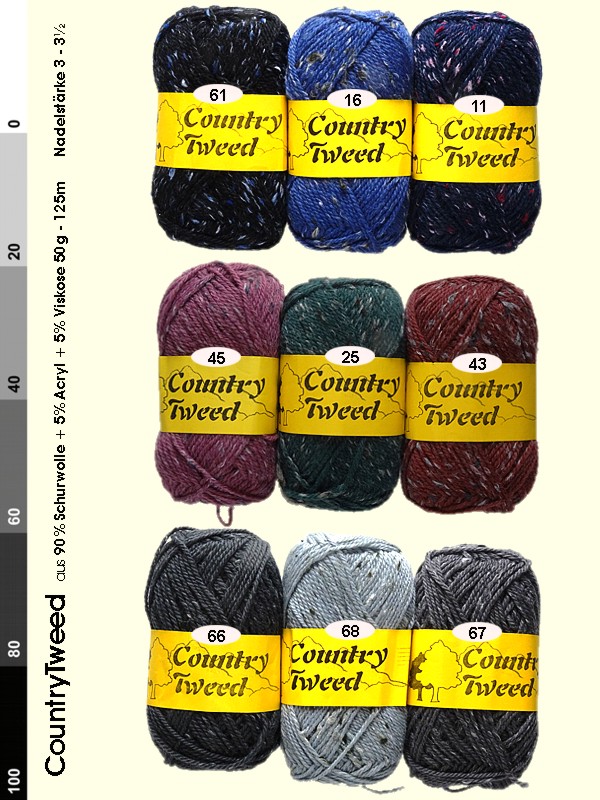 0
20
40
60
80
100
CountryTweed aus 90 % Schurwolle + 5% Acryl + 5% Viskose 50 g - 125m Nadelstärke 3 - 3½
61
Country
Tweed
16
Country
Tweed
11
Country
Tweed
45
Country
Tweed
25
Country
Tweed
43
Country
Tweed
66
Country
Tweed
68
Country
Tweed
67
Country
Tweed